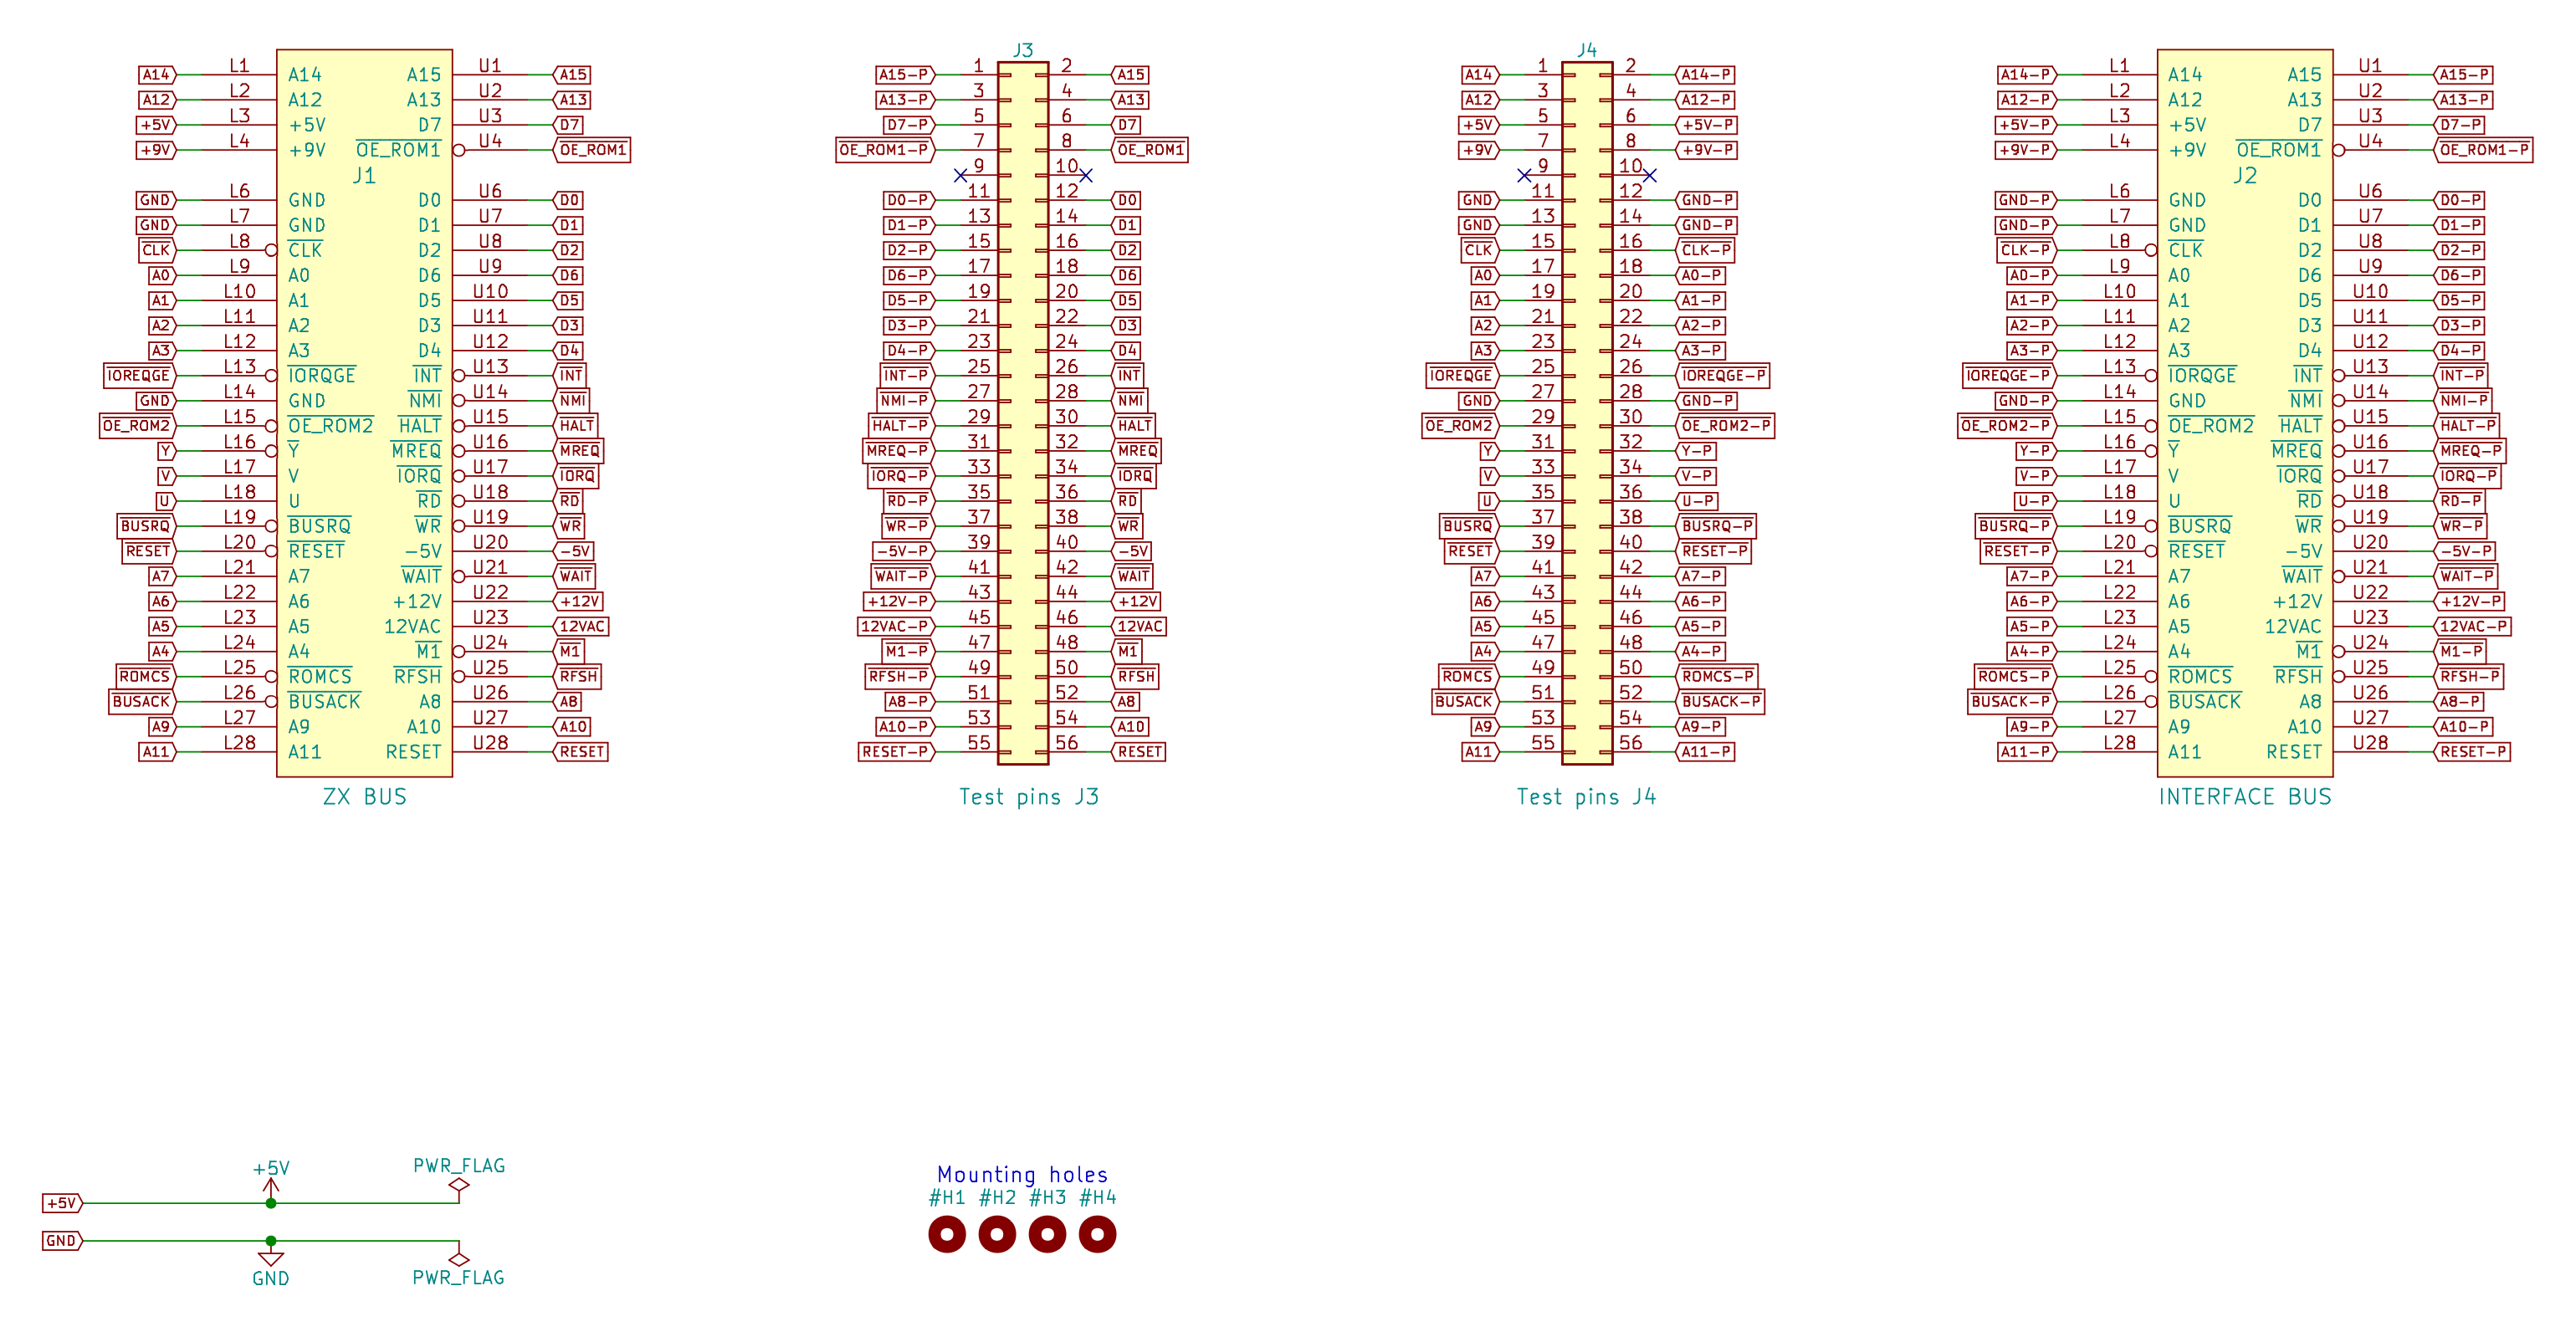 J3 J4
A14 L1 A14 A15 U1 A15 A15-P 1 2 A15 A14 1 2 A14-P A14-P L1 A14 A15 U1 A15-P
A12 L2 A12 A13 U2 A13 A13-P 3 4 A13 A12 3 4 A12-P A12-P L2 A12 A13 U2 A13-P
+5V L3 +5V D7 U3 D7 D7-P 5 6 D7 +5V 5 6 +5V-P +5V-P L3 +5V D7 U3 D7-P
+9V L4 +9V OE_ROM1 U4 OE_ROM1 OE_ROM1-P 7 8 OE_ROM1 +9V 7 8 +9V-P +9V-P L4 +9V OE_ROM1 U4 OE_ROM1-P
J1 9 10 9 10 J2
GND L6 GND D0 U6 D0 D0-P 11 12 D0 GND 11 12 GND-P GND-P L6 GND D0 U6 D0-P
GND L7 GND D1 U7 D1 D1-P 13 14 D1 GND 13 14 GND-P GND-P L7 GND D1 U7 D1-P
CLK L8 CLK D2 U8 D2 D2-P 15 16 D2 CLK 15 16 CLK-P CLK-P L8 CLK D2 U8 D2-P
A0 L9 A0 D6 U9 D6 D6-P 17 18 D6 A0 17 18 A0-P A0-P L9 A0 D6 U9 D6-P
A1 L10 A1 D5 U10 D5 D5-P 19 20 D5 A1 19 20 A1-P A1-P L10 A1 D5 U10 D5-P
A2 L11 A2 D3 U11 D3 D3-P 21 22 D3 A2 21 22 A2-P A2-P L11 A2 D3 U11 D3-P
A3 L12 A3 D4 U12 D4 D4-P 23 24 D4 A3 23 24 A3-P A3-P L12 A3 D4 U12 D4-P
IOREQGE L13 IORQGE INT U13 INT INT-P 25 26 INT IOREQGE 25 26 IOREQGE-P IOREQGE-P L13 IORQGE INT U13 INT-P
GND L14 GND NMI U14 NMI NMI-P 27 28 NMI GND 27 28 GND-P GND-P L14 GND NMI U14 NMI-P
OE_ROM2 L15 OE_ROM2 HALT U15 HALT HALT-P 29 30 HALT OE_ROM2 29 30 OE_ROM2-P OE_ROM2-P L15 OE_ROM2 HALT U15 HALT-P
Y L16 Y MREQ U16 MREQ MREQ-P 31 32 MREQ Y 31 32 Y-P Y-P L16 Y MREQ U16 MREQ-P
V L17 V IORQ U17 IORQ IORQ-P 33 34 IORQ V 33 34 V-P V-P L17 V IORQ U17 IORQ-P
U L18 U RD U18 RD RD-P 35 36 RD U 35 36 U-P U-P L18 U RD U18 RD-P
BUSRQ L19 BUSRQ WR U19 WR WR-P 37 38 WR BUSRQ 37 38 BUSRQ-P BUSRQ-P L19 BUSRQ WR U19 WR-P
RESET L20 RESET -5V U20 -5V -5V-P 39 40 -5V RESET 39 40 RESET-P RESET-P L20 RESET -5V U20 -5V-P
A7 L21 A7 WAIT U21 WAIT WAIT-P 41 42 WAIT A7 41 42 A7-P A7-P L21 A7 WAIT U21 WAIT-P
A6 L22 A6 +12V U22 +12V +12V-P 43 44 +12V A6 43 44 A6-P A6-P L22 A6 +12V U22 +12V-P
A5 L23 A5 12VAC U23 12VAC 12VAC-P 45 46 12VAC A5 45 46 A5-P A5-P L23 A5 12VAC U23 12VAC-P
A4 L24 A4 M1 U24 M1 M1-P 47 48 M1 A4 47 48 A4-P A4-P L24 A4 M1 U24 M1-P
ROMCS L25 ROMCS RFSH U25 RFSH RFSH-P 49 50 RFSH ROMCS 49 50 ROMCS-P ROMCS-P L25 ROMCS RFSH U25 RFSH-P
BUSACK L26 BUSACK A8 U26 A8 A8-P 51 52 A8 BUSACK 51 52 BUSACK-P BUSACK-P L26 BUSACK A8 U26 A8-P
A9 L27 A9 A10 U27 A10 A10-P 53 54 A10 A9 53 54 A9-P A9-P L27 A9 A10 U27 A10-P
A11 L28 A11 RESET U28 RESET RESET-P 55 56 RESET A11 55 56 A11-P A11-P L28 A11 RESET U28 RESET-P
ZX BUS Test pins J3 Test pins J4 INTERFACE BUS
+5V PWR_FLAG Mounting holes
#H1 #H2 #H3 #H4
+5V
GND
GND PWR_FLAG